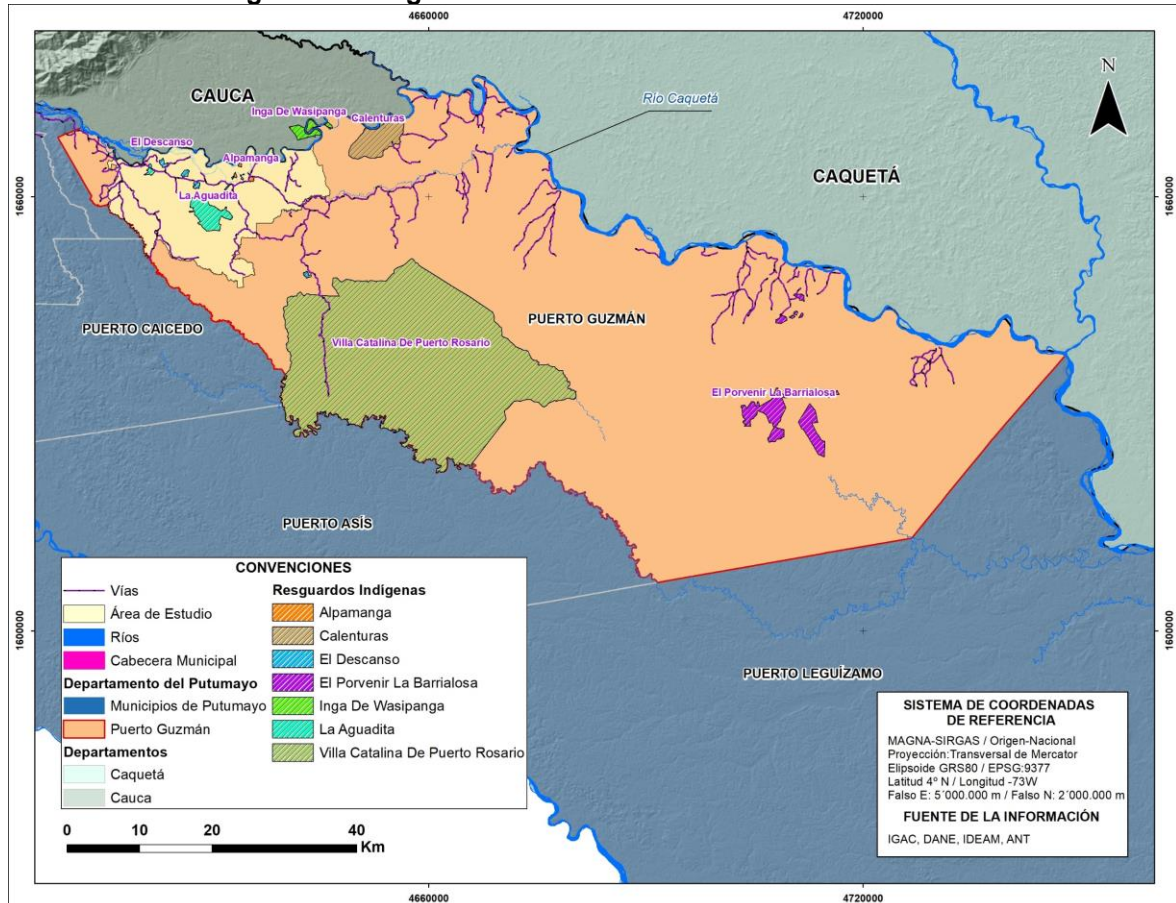 4660000
4720000
N
CAUCA
Río Caquetá
Inga De Wasipanga
Calenturas
El Descanso
Alpamanga
CAQUETÁ
La Aguadita
1660000
1660000
PUERTO GUZMÁN
PUERTO CAICEDO
Villa Catalina De Puerto Rosario
El Porvenir La Barrialosa
PUERTO ASÍS
1600000
1600000
PUERTO LEGUÍZAMO
CONVENCIONES
Vías
Área de Estudio
Ríos
Cabecera Municipal
Departamento del Putumayo
Municipios de Putumayo
Puerto Guzmán
Departamentos
Caquetá
Cauca
Resguardos Indígenas
Alpamanga
Calenturas
El Descanso
El Porvenir La Barrialosa
Inga De Wasipanga
La Aguadita
Villa Catalina De Puerto Rosario
0 10 20 40
Km
SISTEMA DE COORDENADAS
DE REFERENCIA
MAGNA-SIRGAS / Origen-Nacional
Proyección:Transversal de Mercator
Elipsoide GRS80 / EPSG:9377
Latitud 4º N / Longitud -73W
Falso E: 5´000.000 m / Falso N: 2´000.000 m
FUENTE DE LA INFORMACIÓN
IGAC, DANE, IDEAM, ANT
4660000
4720000